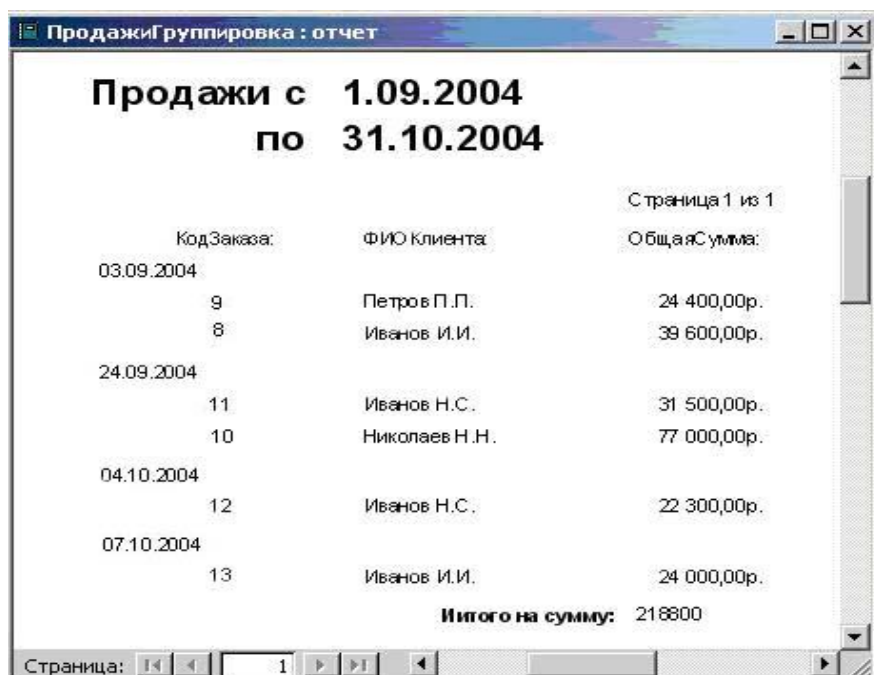 ПродажиГруппировка : отчет
Продажи с 1.09.2004
по 31.10.2004
Страница 1 из 1
КодЗаказа: ФИО Клиента: ОбщаяСумма:
03.09.2004
9 Петров П.П. 24 400,00р.
8 Иванов И.И. 39 600,00р.
24.09.2004
11 Иванов Н.С. 31 500,00р.
10 Николаев Н.Н. 77 000,00р.
04.10.2004
12 Иванов Н.С. 22 300,00р.
07.10.2004
13 Иванов И.И. 24 000,00р.
Иитого на сумму: 218800
Страница: 1